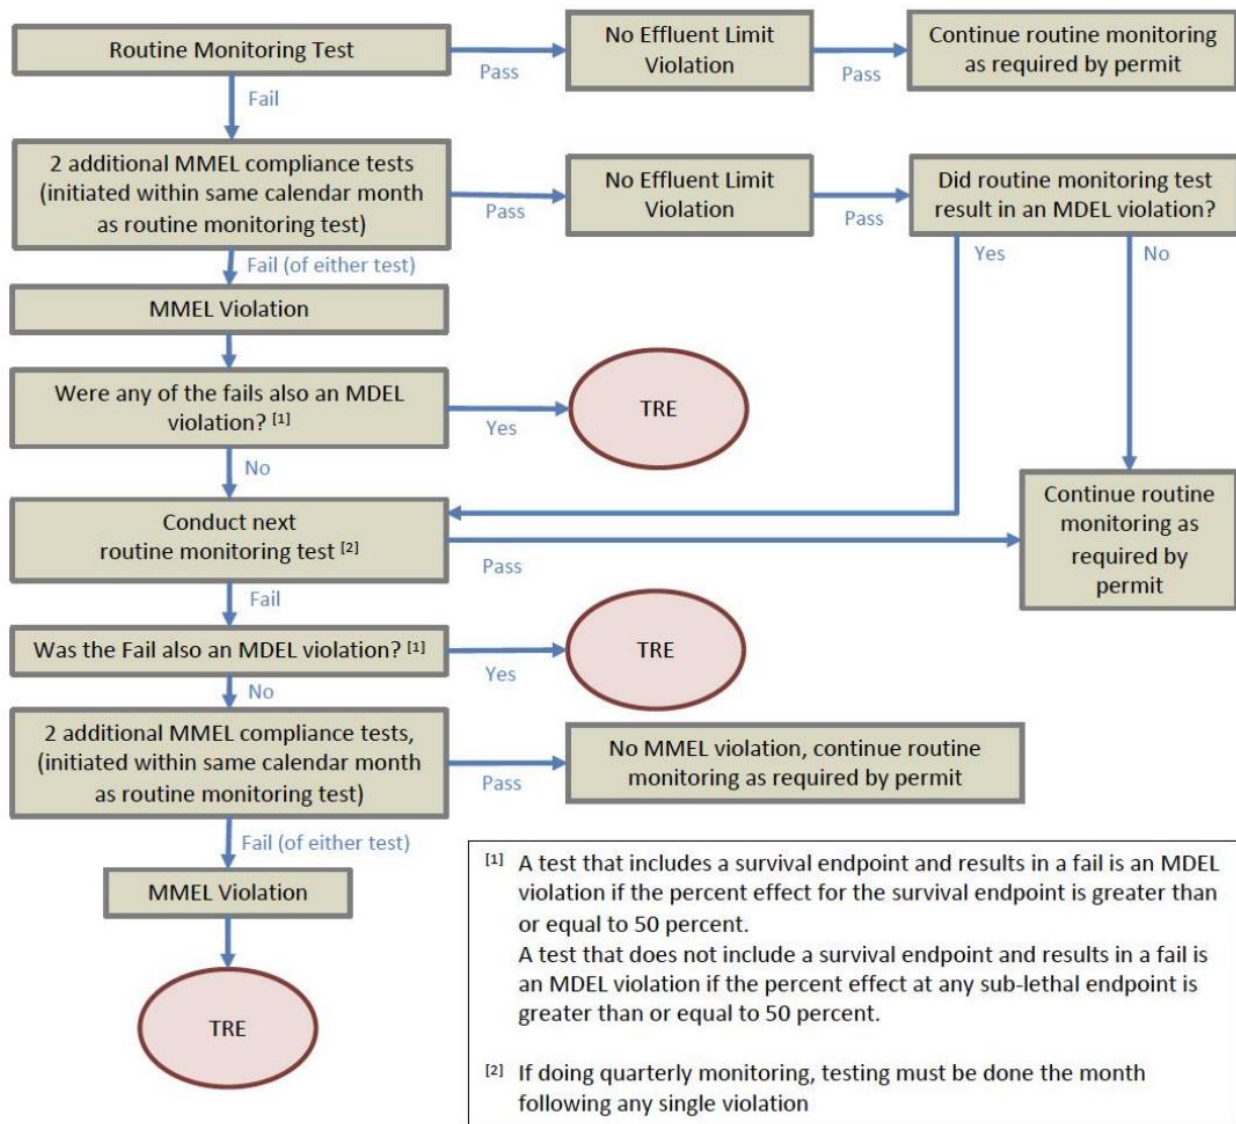 Routine Monitoring Test
Pass
No Effluent Limit
Violation
Pass
Continue routine monitoring
as required by permit
Fail
2 additional MMEL compliance tests
(initiated within same calendar month
as routine monitoring test)
Pass
No Effluent Limit
Violation
Pass
Did routine monitoring test
result in an MDEL violation?
Fail (of either test)
Yes
No
MMEL Violation
Were any of the fails also an MDEL
violation? [1]
Yes
TRE
No
Conduct next
routine monitoring test [2]
Pass
Continue routine
monitoring as
required by
permit
Fail
Was the Fail also an MDEL violation? [1]
Yes
TRE
No
2 additional MMEL compliance tests,
(initiated within same calendar month
as routine monitoring test)
Pass
No MMEL violation, continue routine
monitoring as required by permit
Fail (of either test)
MMEL Violation
TRE
[1] A test that includes a survival endpoint and results in a fail is an MDEL
violation if the percent effect for the survival endpoint is greater than
or equal to 50 percent.
A test that does not include a survival endpoint and results in a fail is
an MDEL violation if the percent effect at any sub-lethal endpoint is
greater than or equal to 50 percent.
[2] If doing quarterly monitoring, testing must be done the month
following any single violation